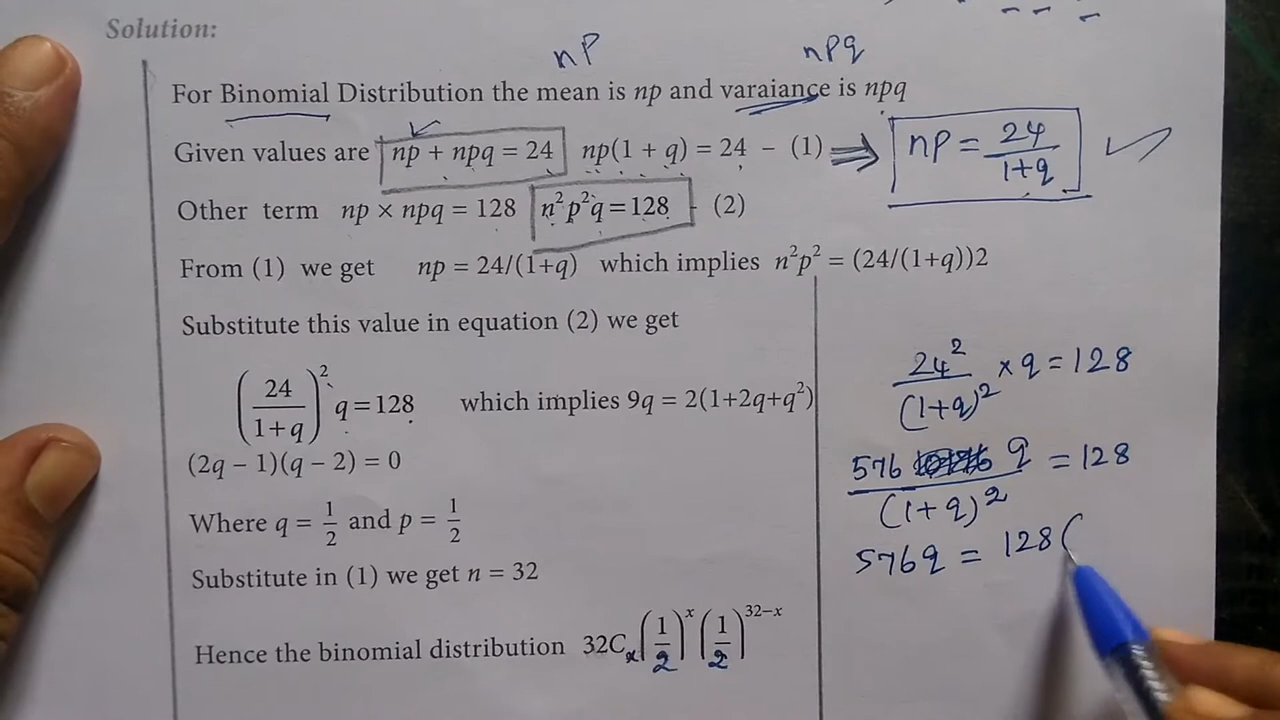 Solution:
np npq
For Binomial Distribution the mean is np and varaiance is npq
Given values are np + npq = 24 np(1 + q) = 24 – (1) ⇒ np = 24/(1+q) ✓
Other term np × npq = 128 n²p²q = 128 - (2)
From (1) we get np = 24/(1+q) which implies n²p² = (24/(1+q))2
Substitute this value in equation (2) we get
(24/(1+q))² q = 128 which implies 9q = 2(1+2q+q²)
(2q – 1)(q – 2) = 0
Where q = 1/2 and p = 1/2
Substitute in (1) we get n = 32
Hence the binomial distribution 32Cₓ (1/2)ˣ (1/2)³²⁻ˣ
24²/(1+q)² × q = 128
576 q/(1+q)² = 128
576q = 128(